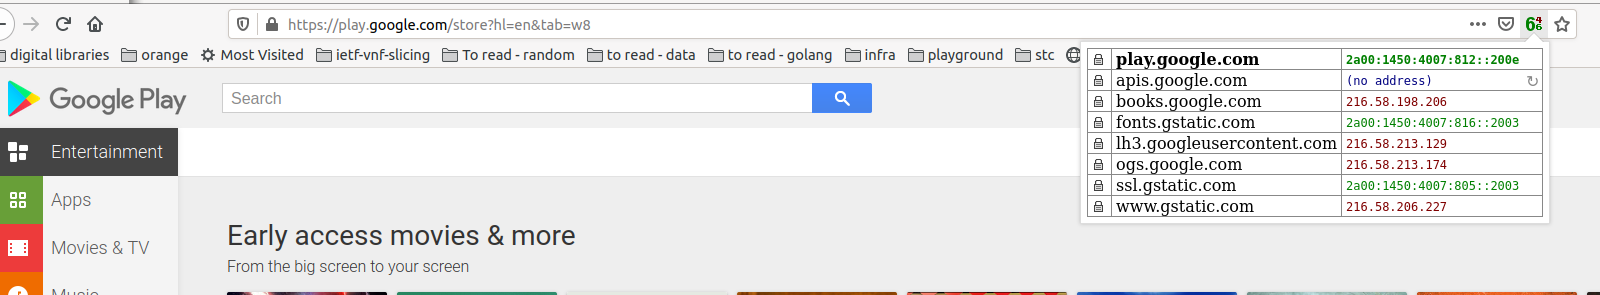 https://play.google.com/store?hl=en&tab=w8
6 4 6
digital libraries orange Most Visited ietf-vnf-slicing To read - random to read - data to read - golang infra playground stc
play.google.com 2a00:1450:4007:812::200e
apis.google.com (no address)
books.google.com 216.58.198.206
fonts.gstatic.com 2a00:1450:4007:816::2003
lh3.googleusercontent.com 216.58.213.129
ogs.google.com 216.58.213.174
ssl.gstatic.com 2a00:1450:4007:805::2003
www.gstatic.com 216.58.206.227
Google Play Search
Entertainment
Apps
Movies & TV
Music
Early access movies & more
From the big screen to your screen